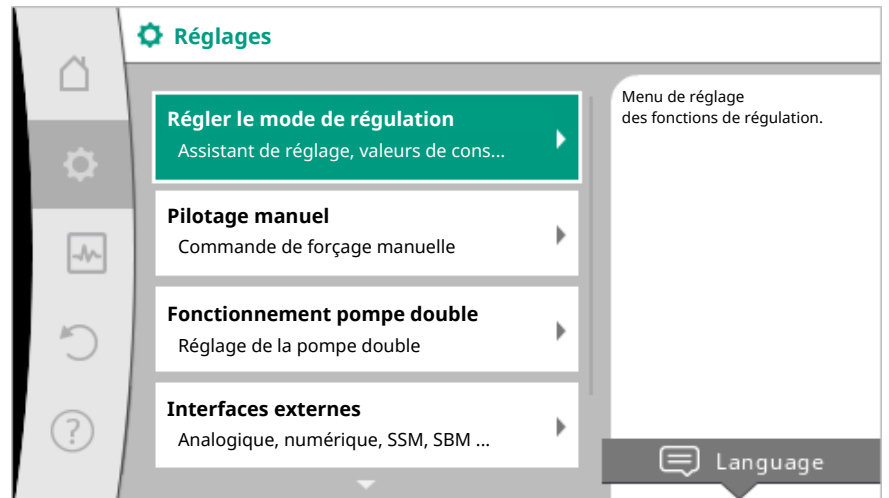 Réglages
Régler le mode de régulation
Assistant de réglage, valeurs de cons...
Pilotage manuel
Commande de forçage manuelle
Fonctionnement pompe double
Réglage de la pompe double
Interfaces externes
Analogique, numérique, SSM, SBM ...
Menu de réglage
des fonctions de régulation.
?
Language